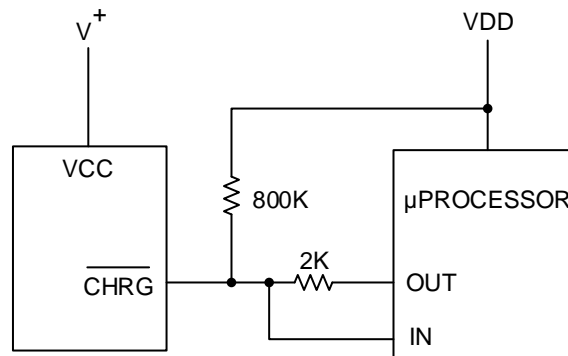 V+
VDD
VCC
800K
µPROCESSOR
2K
CHRG
OUT
IN